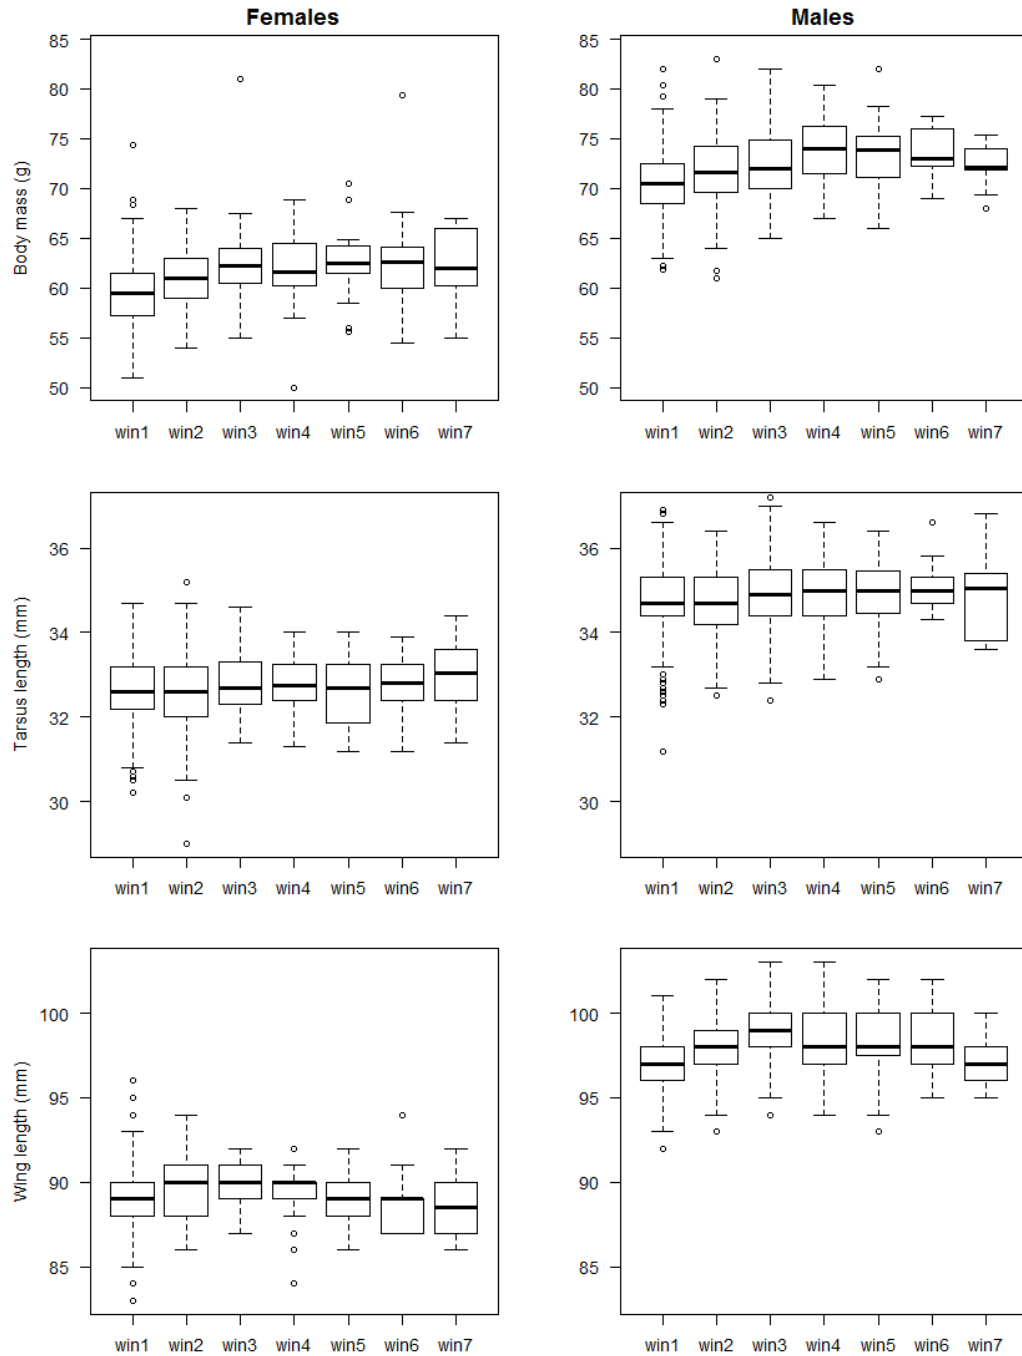 Females Males
85 85
80 80
75 75
70 70
65 65
60 60
55 55
50 50
Body mass (g)
win1 win2 win3 win4 win5 win6 win7 win1 win2 win3 win4 win5 win6 win7
36 36
34 34
32 32
30 30
Tarsus length (mm)
win1 win2 win3 win4 win5 win6 win7 win1 win2 win3 win4 win5 win6 win7
100 100
95 95
90 90
85 85
Wing length (mm)
win1 win2 win3 win4 win5 win6 win7 win1 win2 win3 win4 win5 win6 win7